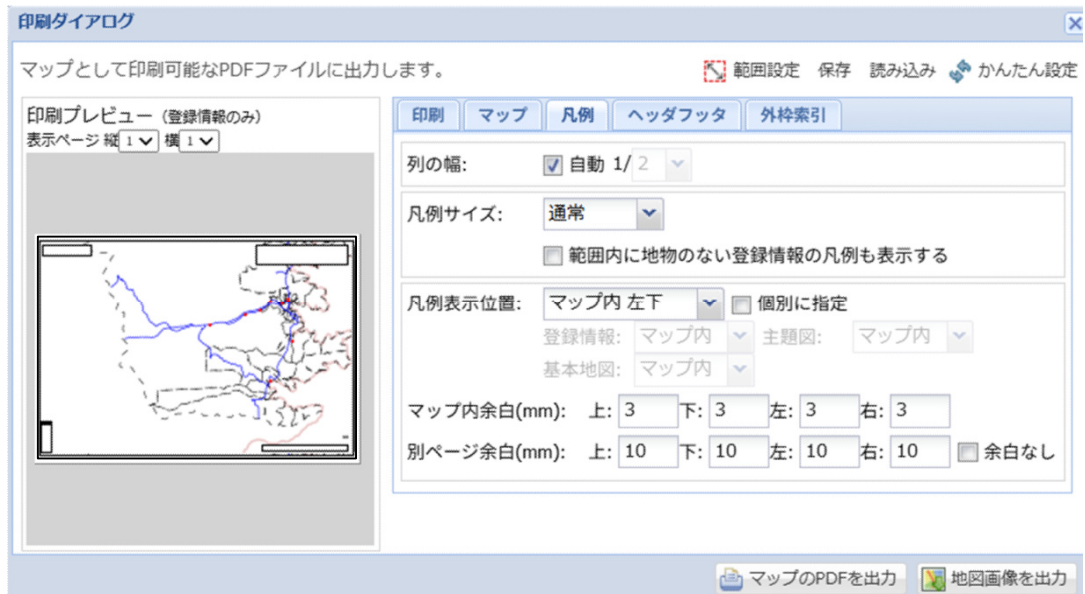 印刷ダイアログ
マップとして印刷可能なPDFファイルに出力します。 範囲設定 保存 読み込み かんたん設定
印刷プレビュー（登録情報のみ）
表示ページ 縦 1 横 1
印刷 マップ 凡例 ヘッダフッタ 外枠索引
列の幅: 自動 1/ 2
凡例サイズ: 通常
範囲内に地物のない登録情報の凡例も表示する
凡例表示位置: マップ内 左下 個別に指定
登録情報: マップ内 主題図: マップ内
基本地図: マップ内
マップ内余白(mm): 上: 3 下: 3 左: 3 右: 3
別ページ余白(mm): 上: 10 下: 10 左: 10 右: 10 余白なし
マップのPDFを出力 地図画像を出力